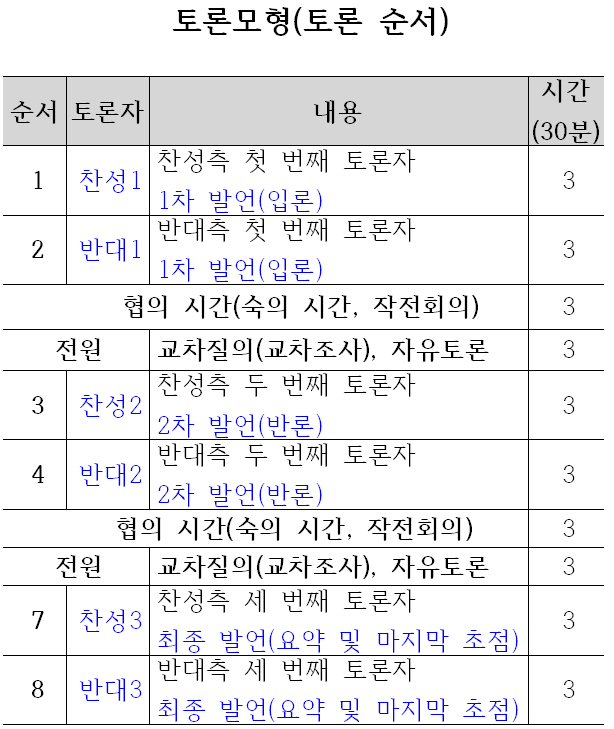 토론모형(토론 순서)
순서 토론자 내용 시간
(30분)
1 찬성1 찬성측 첫 번째 토론자
1차 발언(입론) 3
2 반대1 반대측 첫 번째 토론자
1차 발언(입론) 3
협의 시간(숙의 시간, 작전회의) 3
전원 교차질의(교차조사), 자유토론 3
3 찬성2 찬성측 두 번째 토론자
2차 발언(반론) 3
4 반대2 반대측 두 번째 토론자
2차 발언(반론) 3
협의 시간(숙의 시간, 작전회의) 3
전원 교차질의(교차조사), 자유토론 3
7 찬성3 찬성측 세 번째 토론자
최종 발언(요약 및 마지막 초점) 3
8 반대3 반대측 세 번째 토론자
최종 발언(요약 및 마지막 초점) 3